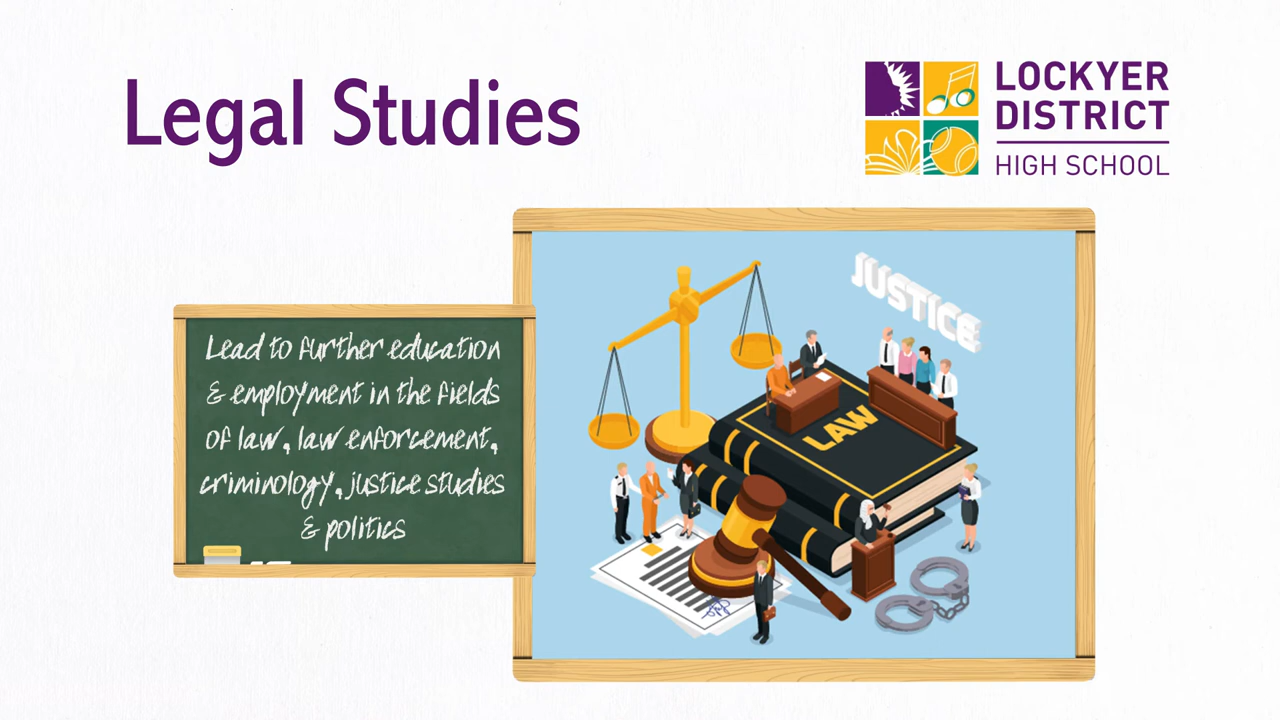 Legal Studies
LOCKYER
DISTRICT
HIGH SCHOOL
Lead to further education
& employment in the fields
of law, law enforcement,
criminology, justice studies
& politics
JUSTICE
LAW